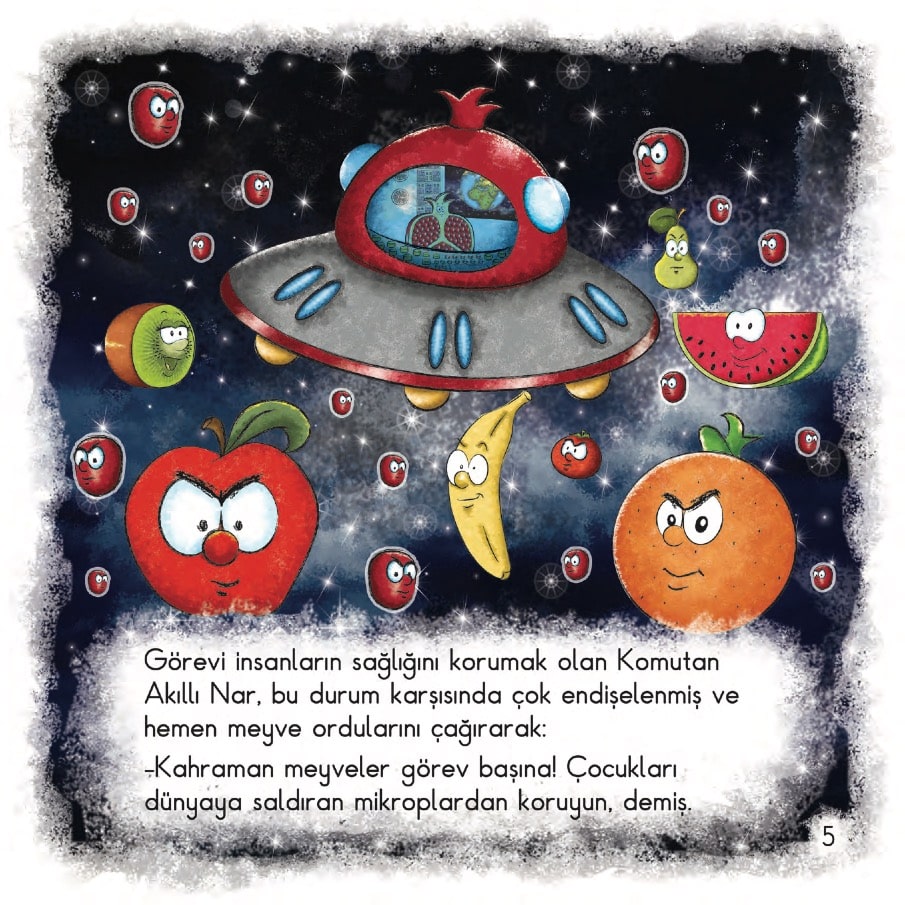 Görevi insanların sağlığını korumak olan Komutan
Akıllı Nar, bu durum karşısında çok endişelenmiş ve
hemen meyve ordularını çağırarak:
-Kahraman meyveler görev başına! Çocukları
dünyaya saldıran mikroplardan koruyun, demiş.
5